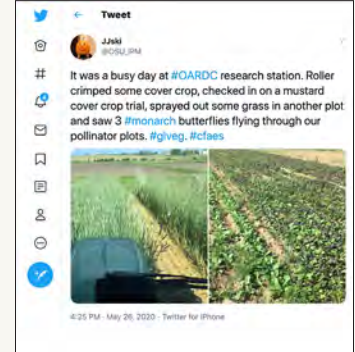 Tweet
JJski
@OSU_IPM
It was a busy day at #OARDC research station. Roller
crimped some cover crop, checked in on a mustard
cover crop trial, sprayed out some grass in another plot
and saw 3 #monarch butterflies flying through our
pollinator plots. #glveg. #cfaes
4:25 PM · May 26, 2020 · Twitter for iPhone